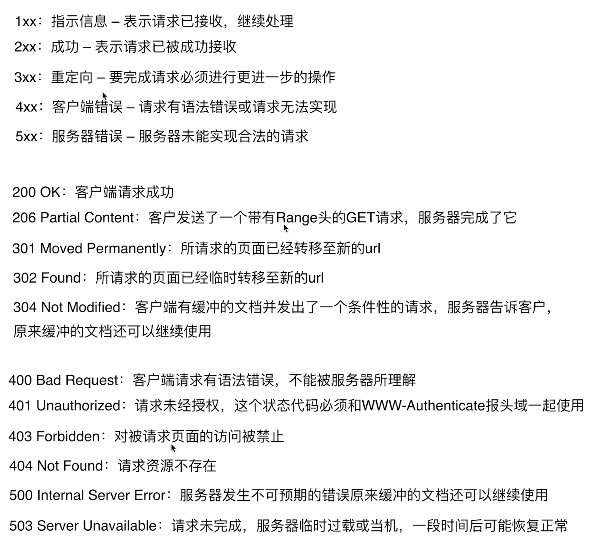 1xx：指示信息 – 表示请求已接收，继续处理
2xx：成功 – 表示请求已被成功接收
3xx：重定向 – 要完成请求必须进行更进一步的操作
4xx：客户端错误 – 请求有语法错误或请求无法实现
5xx：服务器错误 – 服务器未能实现合法的请求
200 OK：客户端请求成功
206 Partial Content：客户发送了一个带有Range头的GET请求，服务器完成了它
301 Moved Permanently：所请求的页面已经转移至新的url
302 Found：所请求的页面已经临时转移至新的url
304 Not Modified：客户端有缓冲的文档并发出了一个条件性的请求，服务器告诉客户，
原来缓冲的文档还可以继续使用
400 Bad Request：客户端请求有语法错误，不能被服务器所理解
401 Unauthorized：请求未经授权，这个状态代码必须和WWW-Authenticate报头域一起使用
403 Forbidden：对被请求页面的访问被禁止
404 Not Found：请求资源不存在
500 Internal Server Error：服务器发生不可预期的错误原来缓冲的文档还可以继续使用
503 Server Unavailable：请求未完成，服务器临时过载或当机，一段时间后可能恢复正常